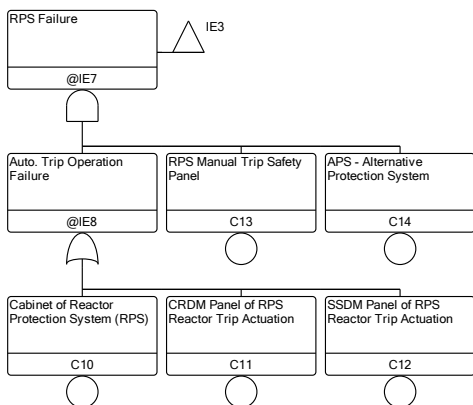 RPS Failure
IE3
@IE7
Auto. Trip Operation
Failure
@IE8
RPS Manual Trip Safety
Panel
C13
APS - Alternative
Protection System
C14
Cabinet of Reactor
Protection System (RPS)
C10
CRDM Panel of RPS
Reactor Trip Actuation
C11
SSDM Panel of RPS
Reactor Trip Actuation
C12